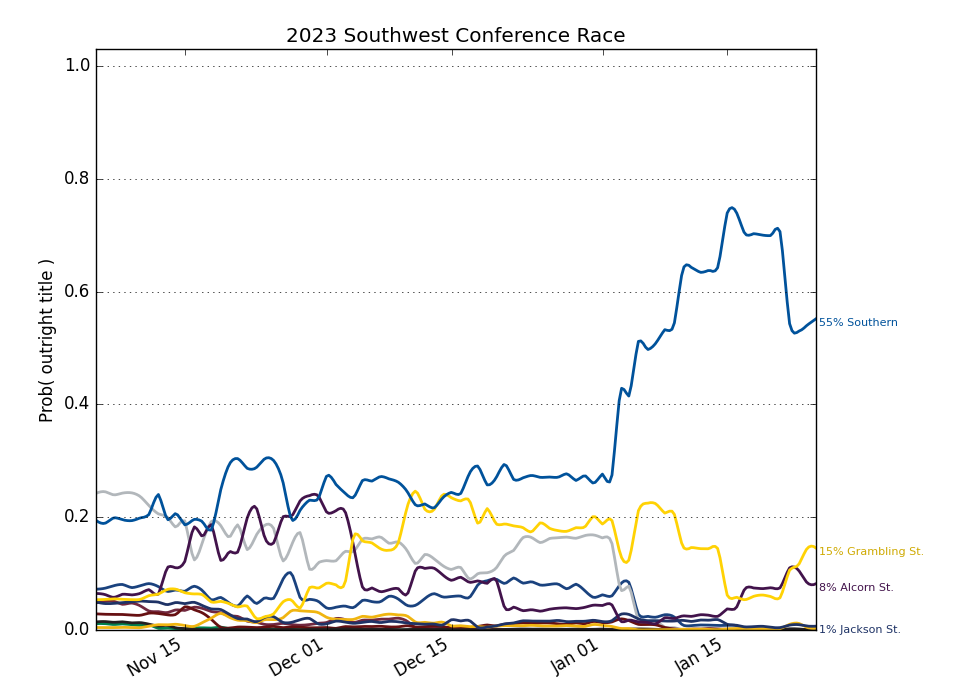 2023 Southwest Conference Race
1.0
0.8
0.6
0.4
0.2
0.0
Prob( outright title )
55% Southern
15% Grambling St.
8% Alcorn St.
1% Jackson St.
Nov 15
Dec 01
Dec 15
Jan 01
Jan 15